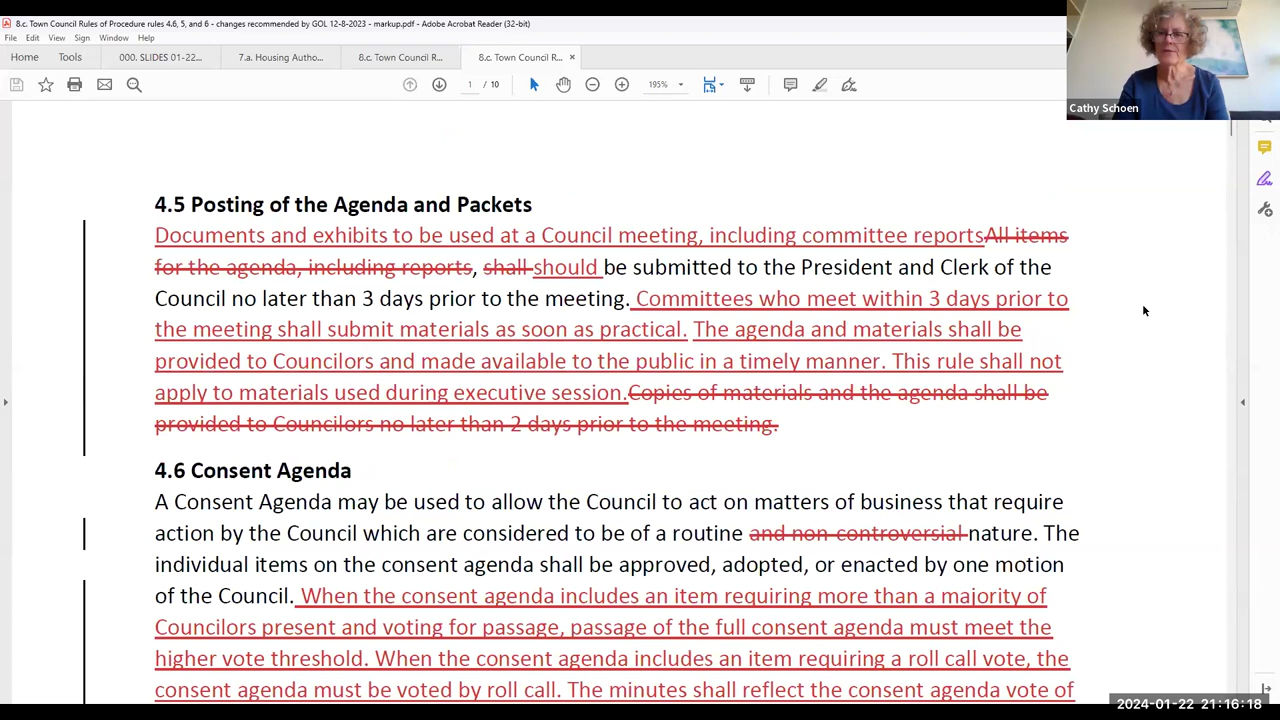 8.c. Town Council Rules of Procedure rules 4.6, 5, and 6 - changes recommended by GOL 12-8-2023 - markup.pdf - Adobe Acrobat Reader (32-bit)
File Edit View Sign Window Help
Home Tools 000. SLIDES 01-22... 7.a. Housing Autho... 8.c. Town Council R... 8.c. Town Council R... ×
1 / 10 195%
Cathy Schoen
4.5 Posting of the Agenda and Packets
Documents and exhibits to be used at a Council meeting, including committee reportsAll items
for the agenda, including reports, shall should be submitted to the President and Clerk of the
Council no later than 3 days prior to the meeting. Committees who meet within 3 days prior to
the meeting shall submit materials as soon as practical. The agenda and materials shall be
provided to Councilors and made available to the public in a timely manner. This rule shall not
apply to materials used during executive session.Copies of materials and the agenda shall be
provided to Councilors no later than 2 days prior to the meeting.
4.6 Consent Agenda
A Consent Agenda may be used to allow the Council to act on matters of business that require
action by the Council which are considered to be of a routine and non-controversial nature. The
individual items on the consent agenda shall be approved, adopted, or enacted by one motion
of the Council. When the consent agenda includes an item requiring more than a majority of
Councilors present and voting for passage, passage of the full consent agenda must meet the
higher vote threshold. When the consent agenda includes an item requiring a roll call vote, the
consent agenda must be voted by roll call. The minutes shall reflect the consent agenda vote of
2024-01-22 21:16:18